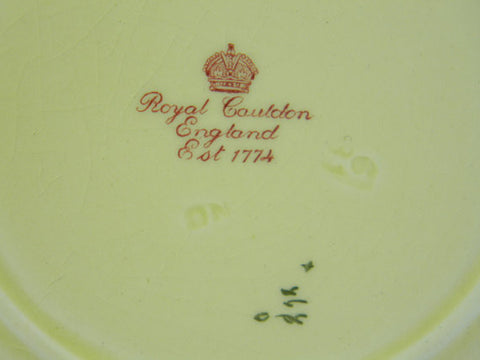 Royal Cauldon
England
Est 1774